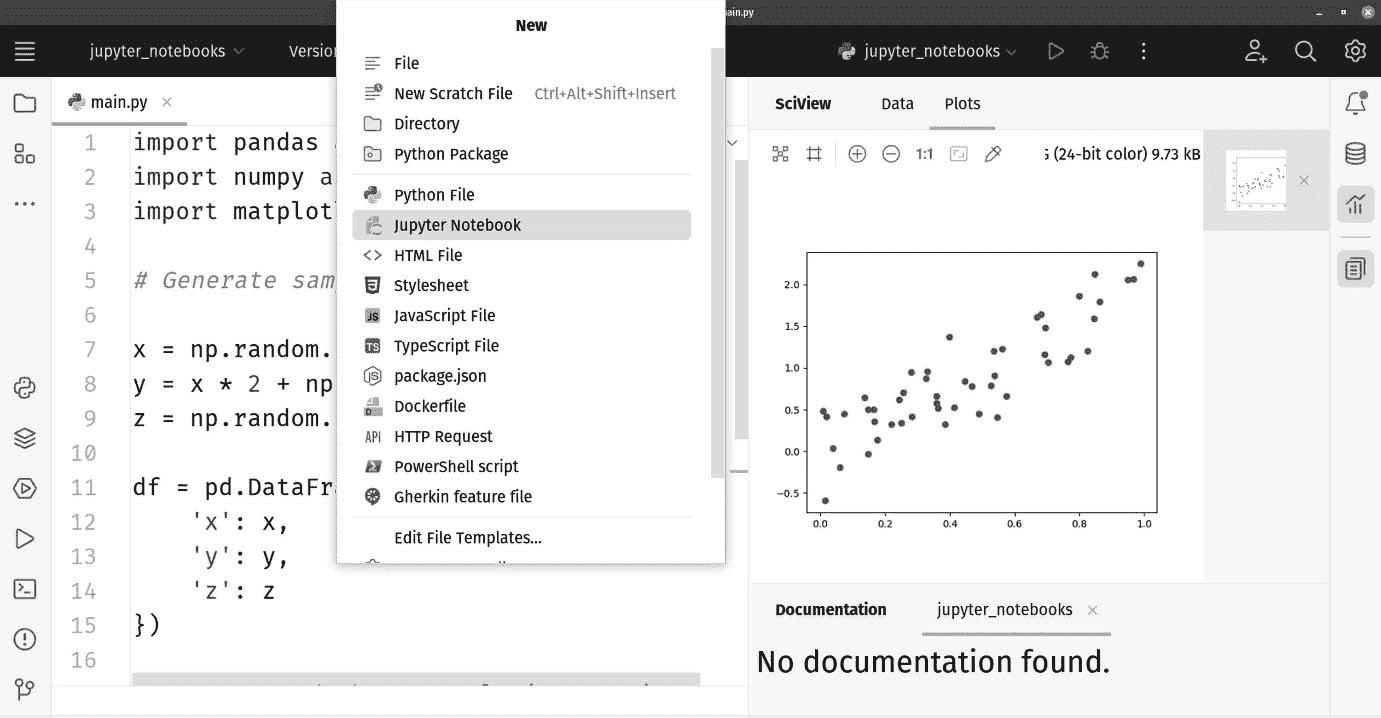 main.py
jupyter_notebooks
jupyter_notebooks
New
File
New Scratch File Ctrl+Alt+Shift+Insert
Directory
Python Package
Python File
Jupyter Notebook
HTML File
Stylesheet
JS JavaScript File
TS TypeScript File
JS package.json
D Dockerfile
API HTTP Request
PowerShell script
Gherkin feature file
Edit File Templates...
main.py
1 import pandas
2 import numpy
3 import
4
5 # Generate
6
7 x = np.random.
8 y = x * 2 + np
9 z = np.random.
10
11 df = pd.
12 'x': x,
13 'y': y,
14 'z': z
15 })
16
SciView Data Plots
1:1 (24-bit color) 9.73 kB
2.0
1.5
1.0
0.5
0.0
−0.5
0.0 0.2 0.4 0.6 0.8 1.0
Documentation jupyter_notebooks
No documentation found.